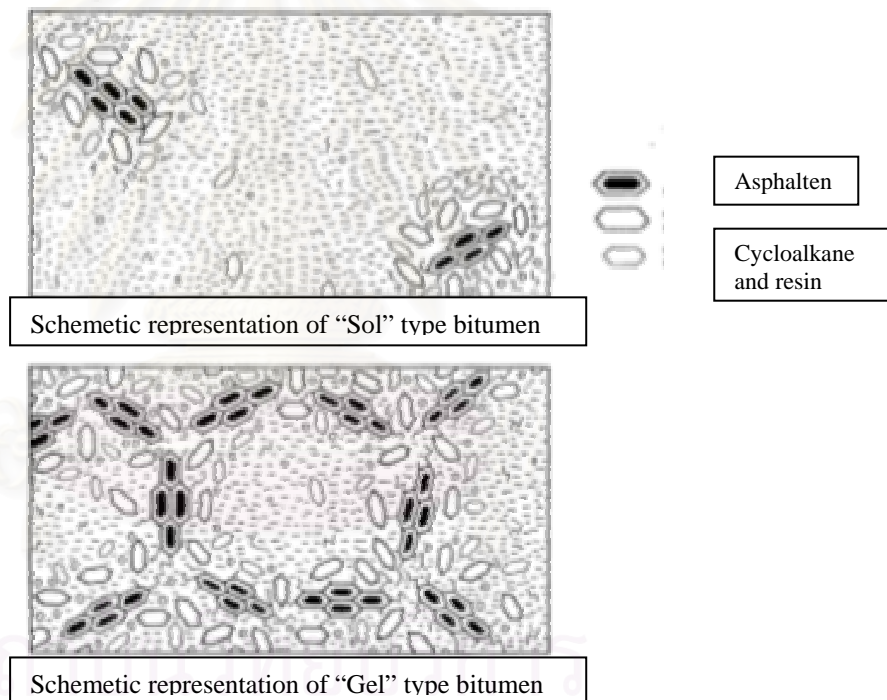 Asphalten
Cycloalkane
and resin
Schemetic representation of “Sol” type bitumen
Schemetic representation of “Gel” type bitumen